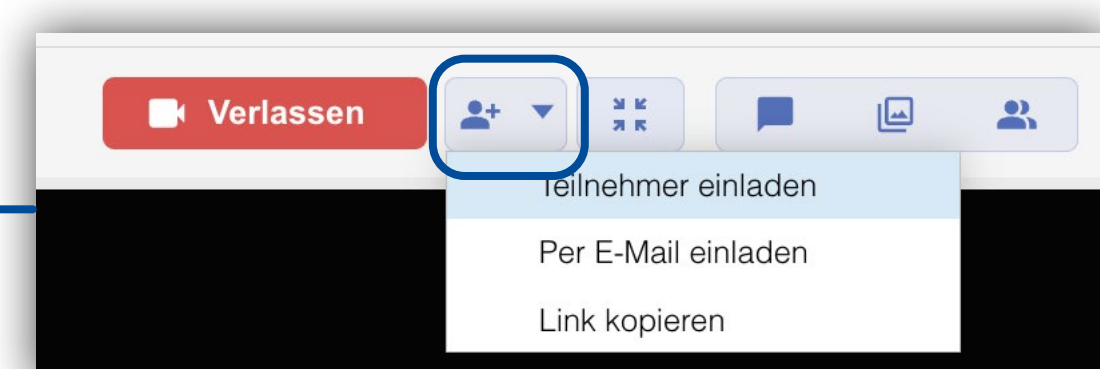 Verlassen
Teilnehmer einladen
Per E-Mail einladen
Link kopieren